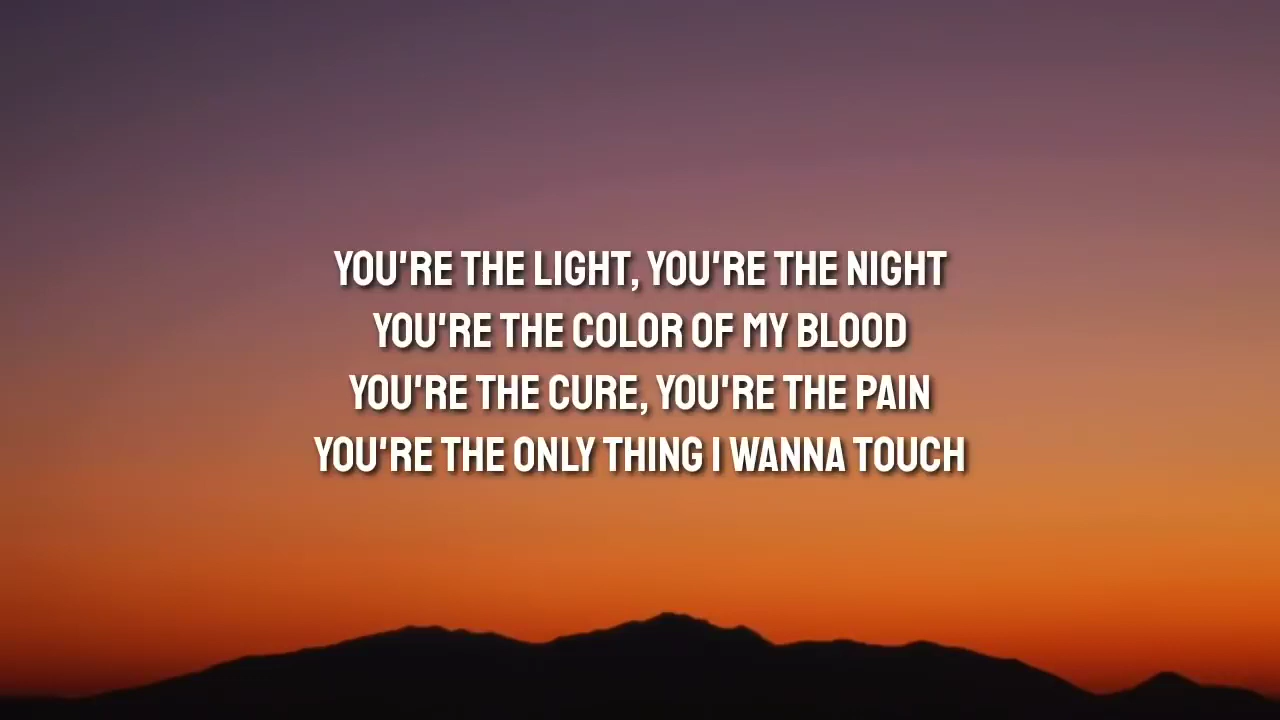 YOU'RE THE LIGHT, YOU'RE THE NIGHT
YOU'RE THE COLOR OF MY BLOOD
YOU'RE THE CURE, YOU'RE THE PAIN
YOU'RE THE ONLY THING I WANNA TOUCH